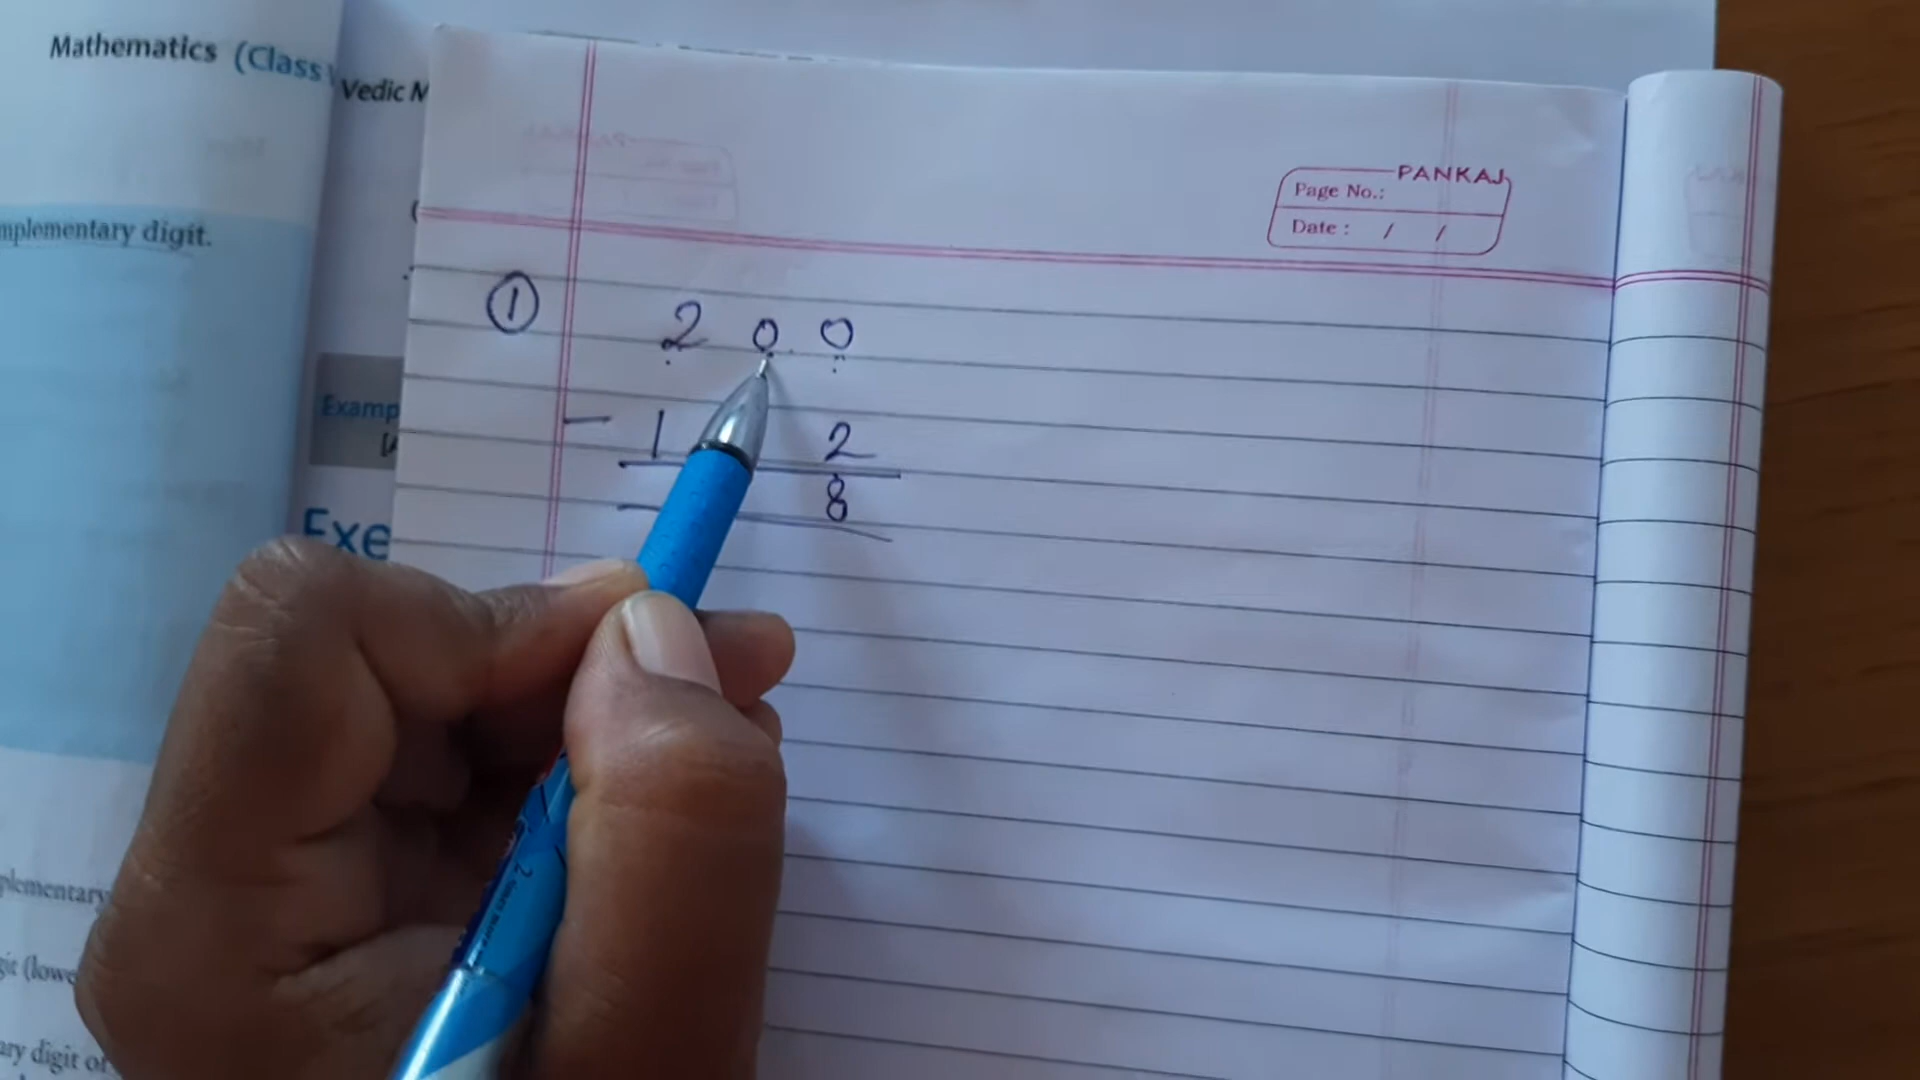 Mathematics (Class
Vedic M
PANKAJ
Page No.:
Date : / /
mplementary digit.
① 2 0 0
Examp
- 1 2
8
Exe
plementary
git (lowe
ary digit of